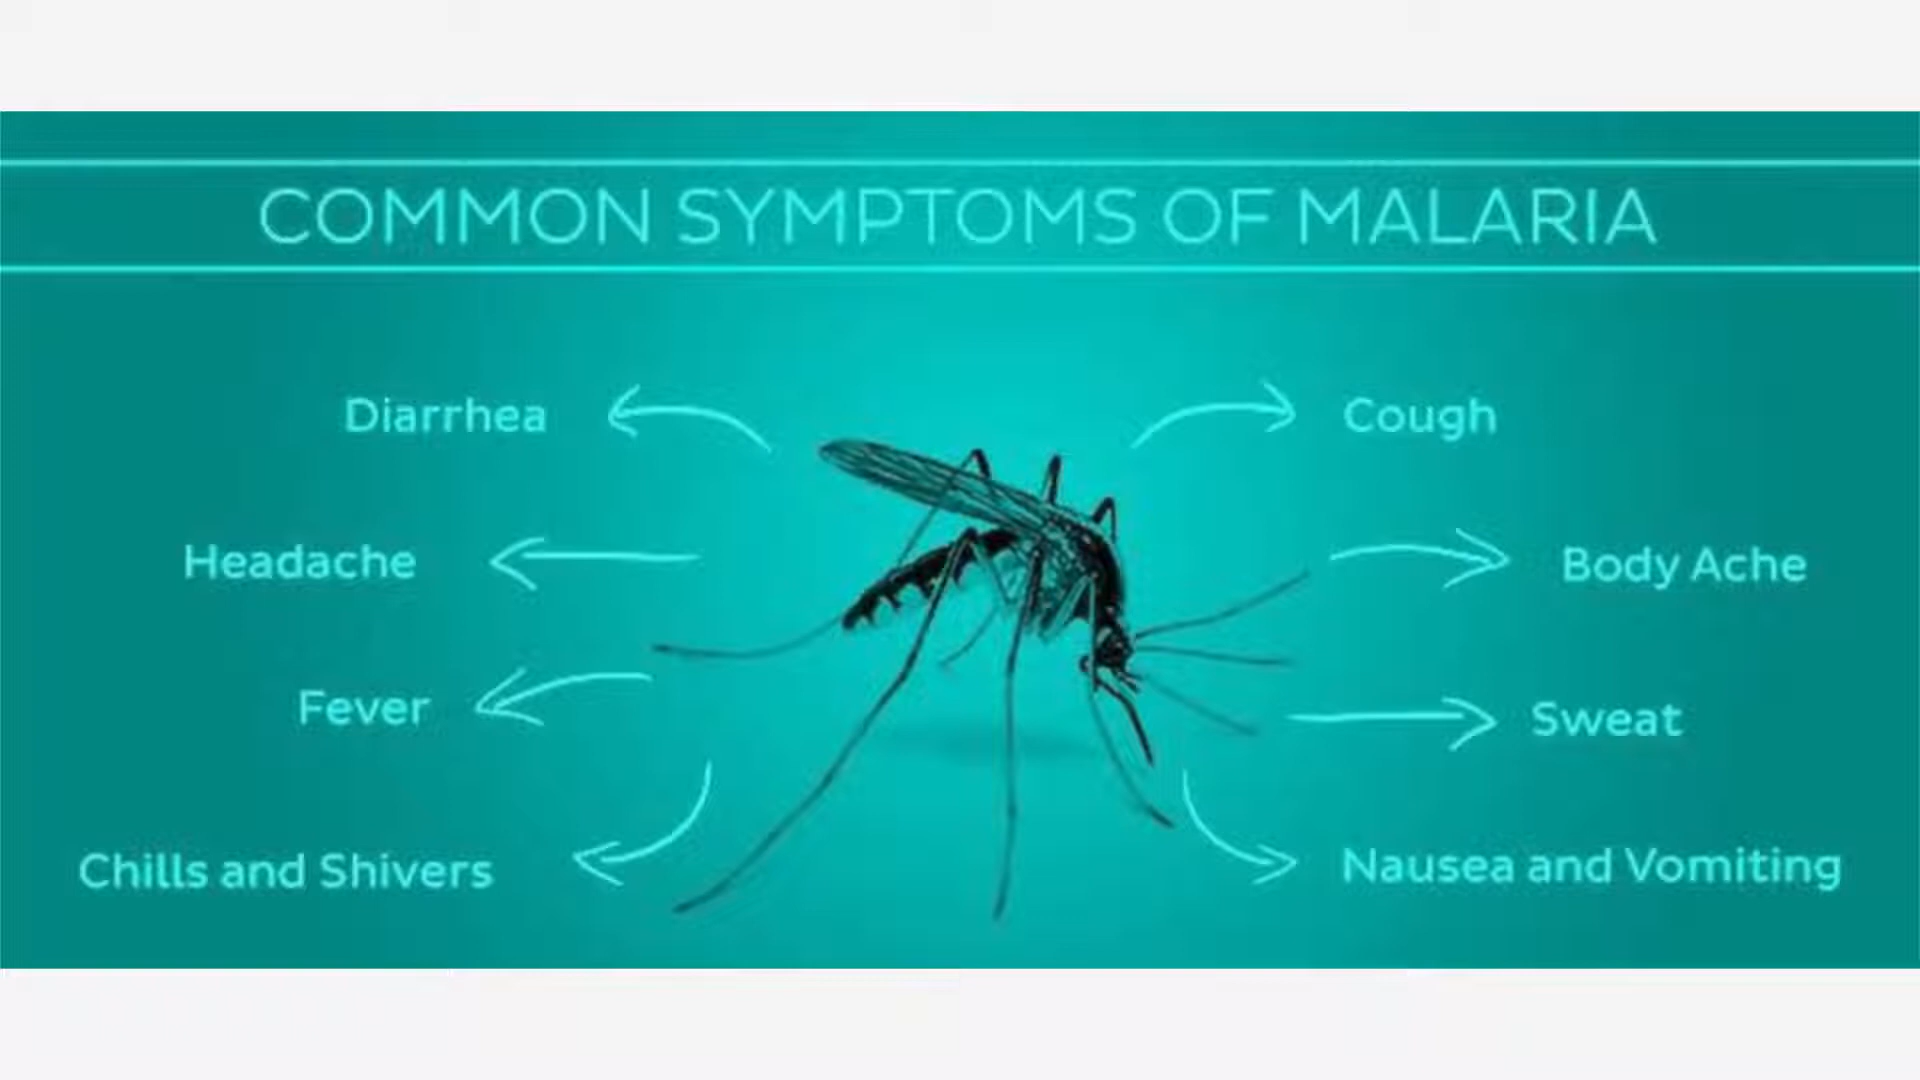 COMMON SYMPTOMS OF MALARIA
Diarrhea
Cough
Headache
Body Ache
Fever
Sweat
Chills and Shivers
Nausea and Vomiting